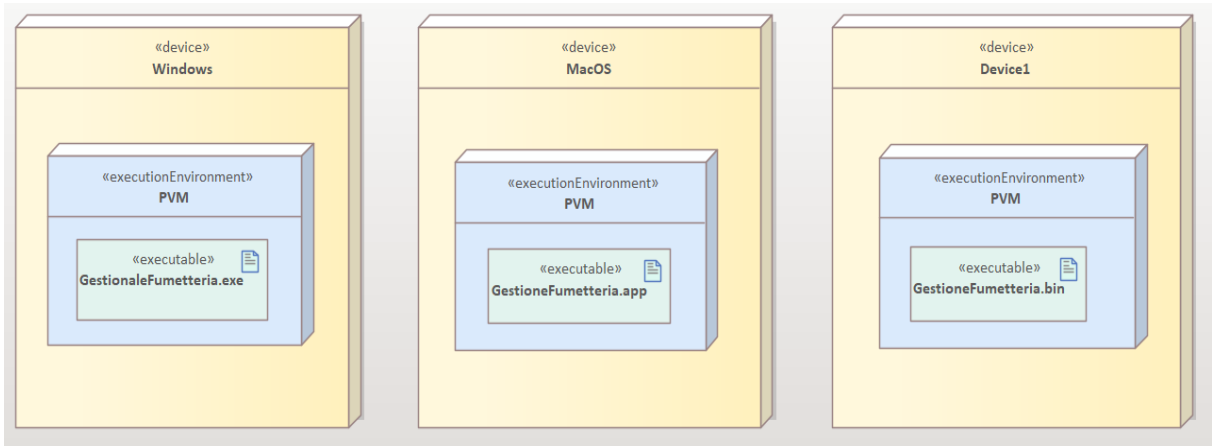 «device»
Windows
«executionEnvironment»
PVM
«executable»
GestionaleFumetteria.exe
«device»
MacOS
«executionEnvironment»
PVM
«executable»
GestioneFumetteria.app
«device»
Device1
«executionEnvironment»
PVM
«executable»
GestioneFumetteria.bin